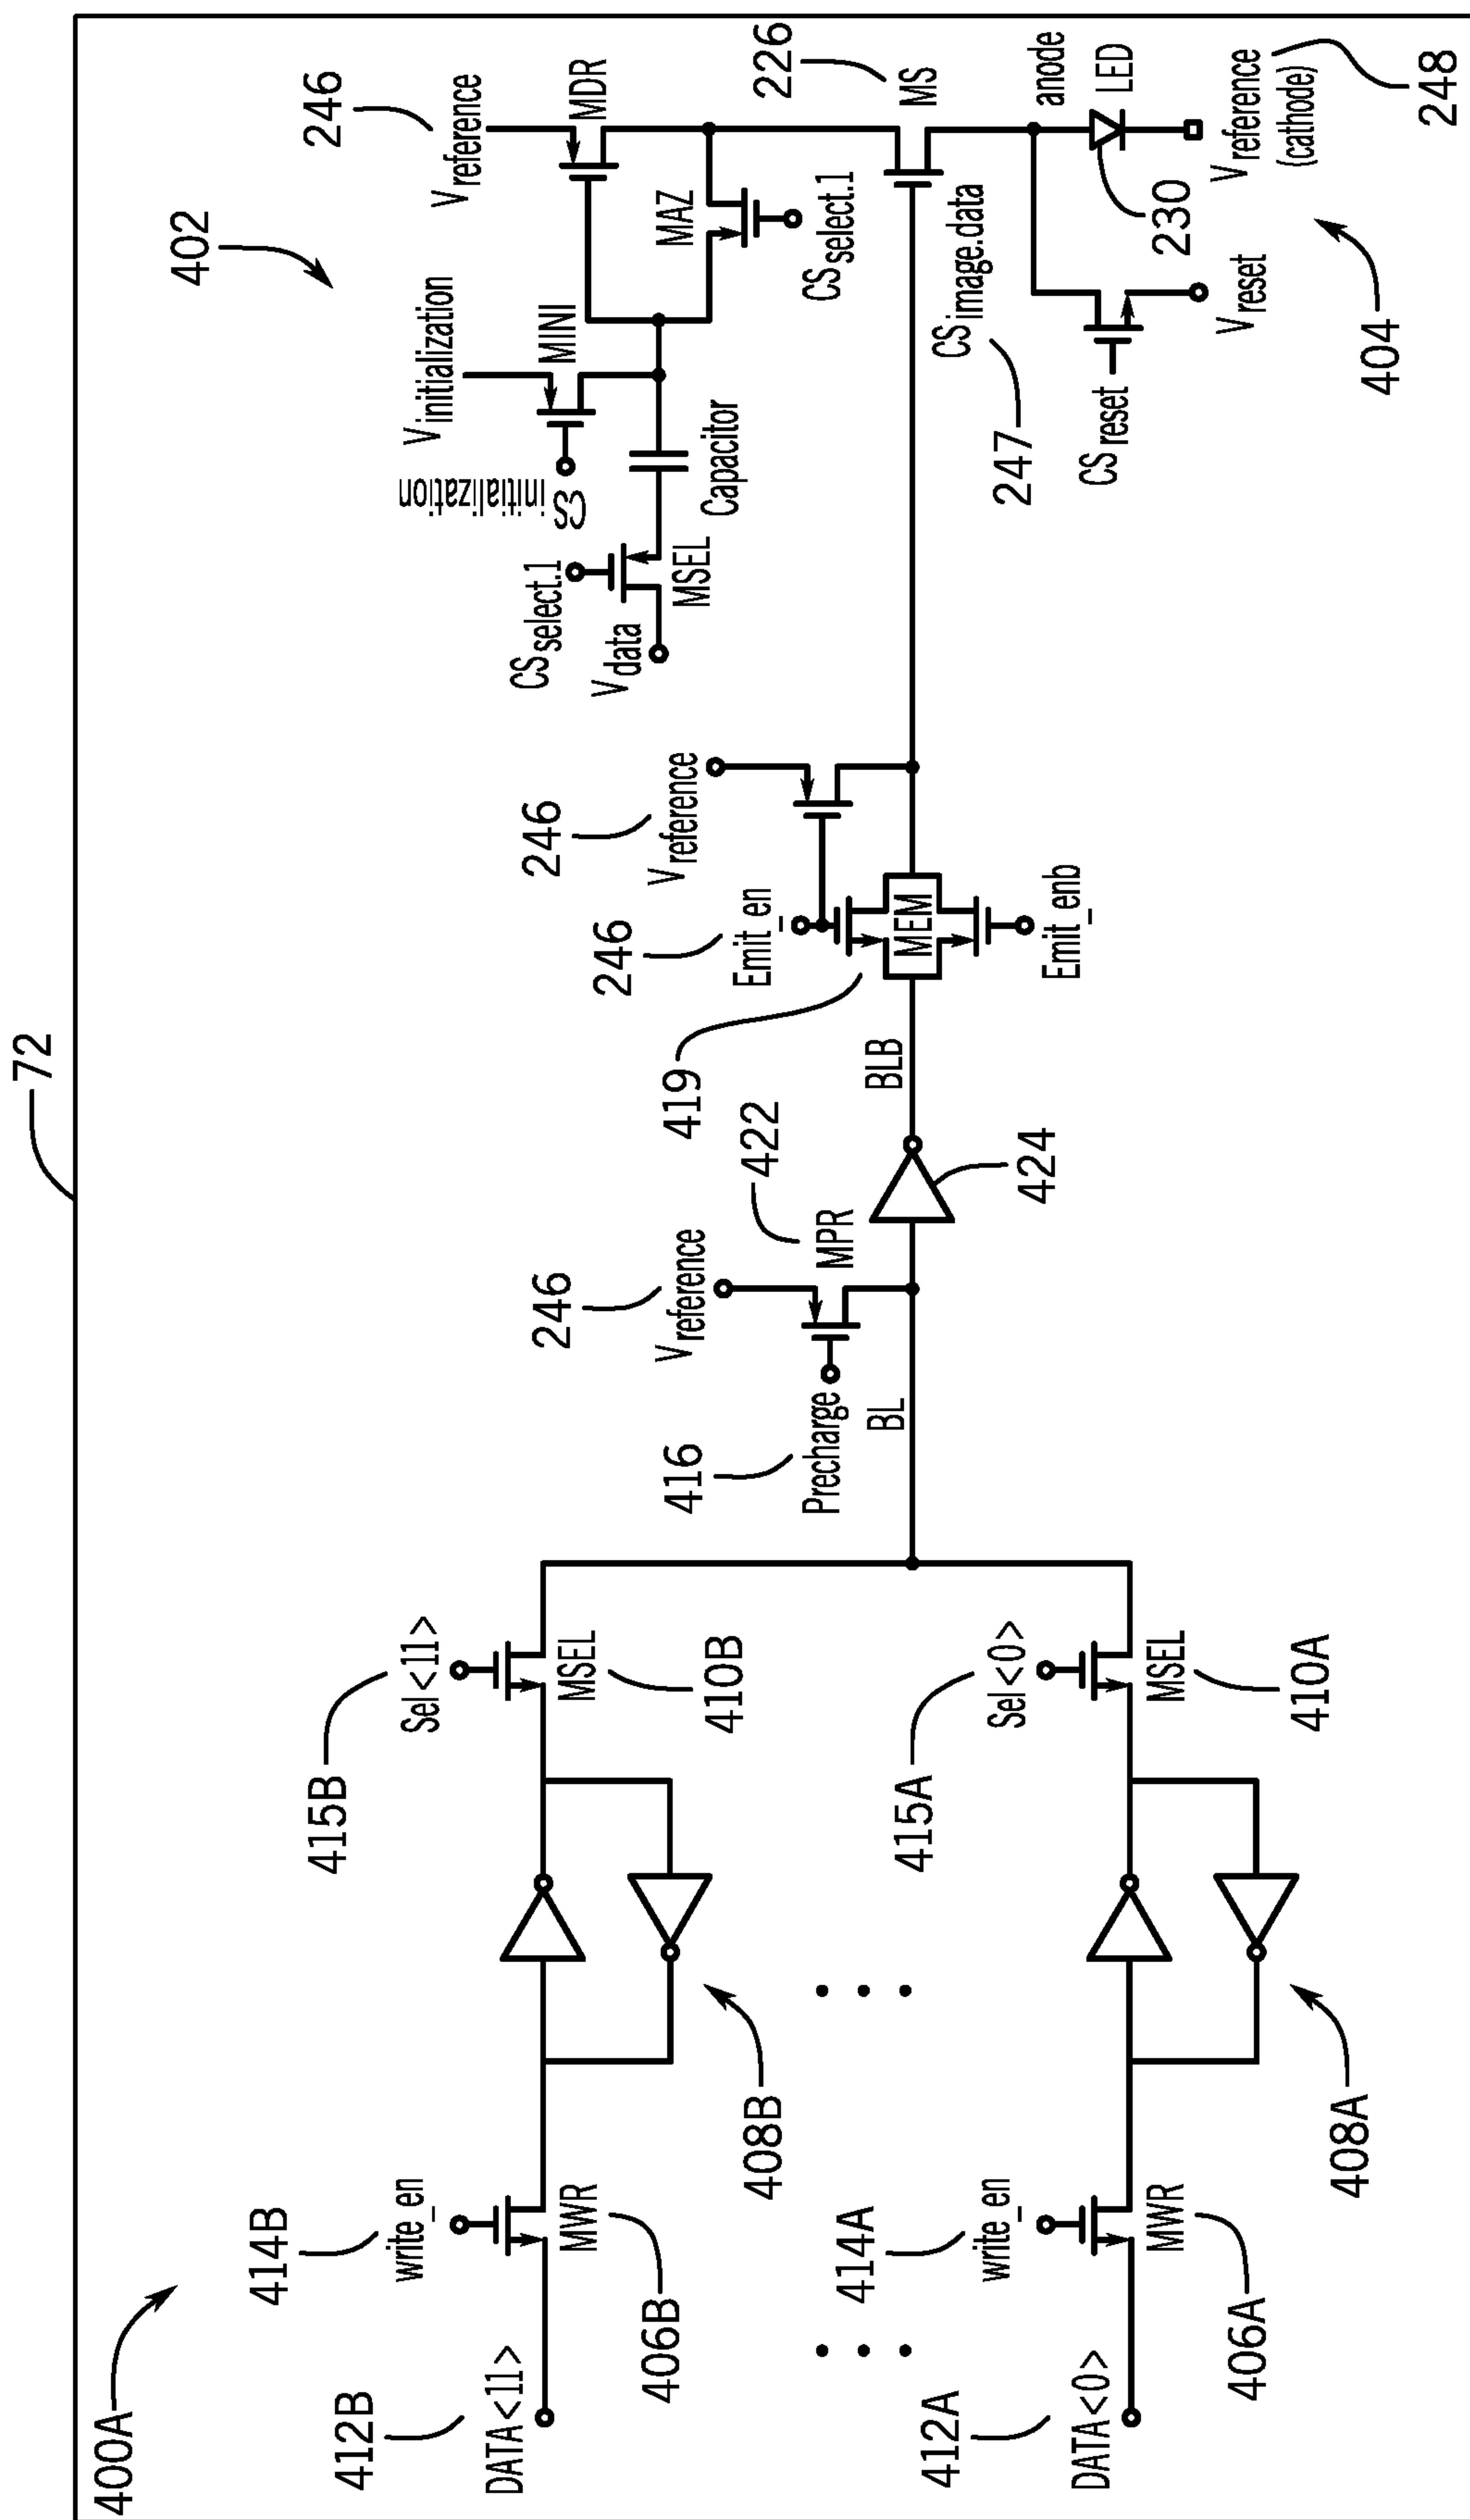 72
400A
402
246
Vreference
MDR
Vinitialization
MINI
CS initialization
MAZ
CSselect.1
226
MS
Capacitor
CSselect.1
MSEL
Vdata
anode
LED
230
Vreference
(cathode)
248
CSimage.data
247
CSreset
Vreset
404
246
Vreference
246
Emit_en
MEM
Emit_enb
419
BLB
422
MPR
424
246
Vreference
416
Precharge
BL
415B
Sel<11>
MSEL
410B
408B
414B
write_en
MWR
406B
412B
DATA<11>
415A
Sel<0>
MSEL
410A
408A
414A
write_en
MWR
406A
412A
DATA<0>